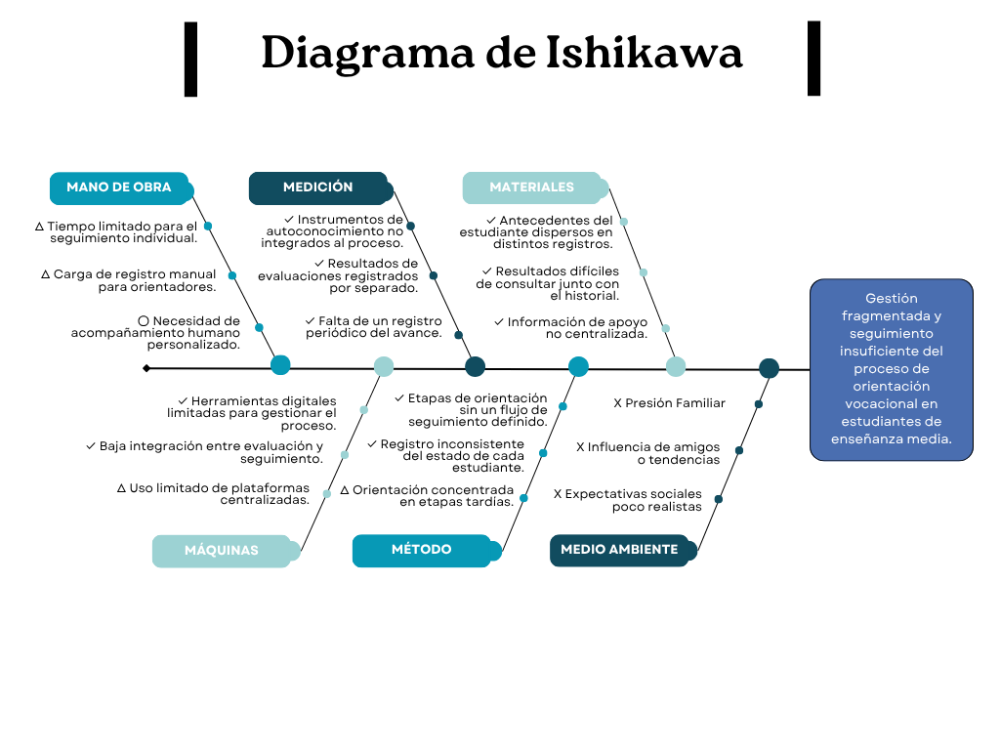 Diagrama de Ishikawa
MANO DE OBRA
△ Tiempo limitado para el
seguimiento individual.
△ Carga de registro manual
para orientadores.
○ Necesidad de
acompañamiento humano
personalizado.
MEDICIÓN
✓ Instrumentos de
autoconocimiento no
integrados al proceso.
✓ Resultados de
evaluaciones registrados
por separado.
✓ Falta de un registro
periódico del avance.
MATERIALES
✓ Antecedentes del
estudiante dispersos en
distintos registros.
✓ Resultados difíciles
de consultar junto con
el historial.
✓ Información de apoyo
no centralizada.
Gestión
fragmentada y
seguimiento
insuficiente del
proceso de
orientación
vocacional en
estudiantes de
enseñanza media.
✓ Herramientas digitales
limitadas para gestionar el
proceso.
✓ Baja integración entre evaluación y
seguimiento.
△ Uso limitado de plataformas
centralizadas.
MÁQUINAS
✓ Etapas de orientación
sin un flujo de
seguimiento definido.
✓ Registro inconsistente
del estado de cada
estudiante.
△ Orientación concentrada
en etapas tardías.
MÉTODO
X Presión Familiar
X Influencia de amigos
o tendencias
X Expectativas sociales
poco realistas
MEDIO AMBIENTE